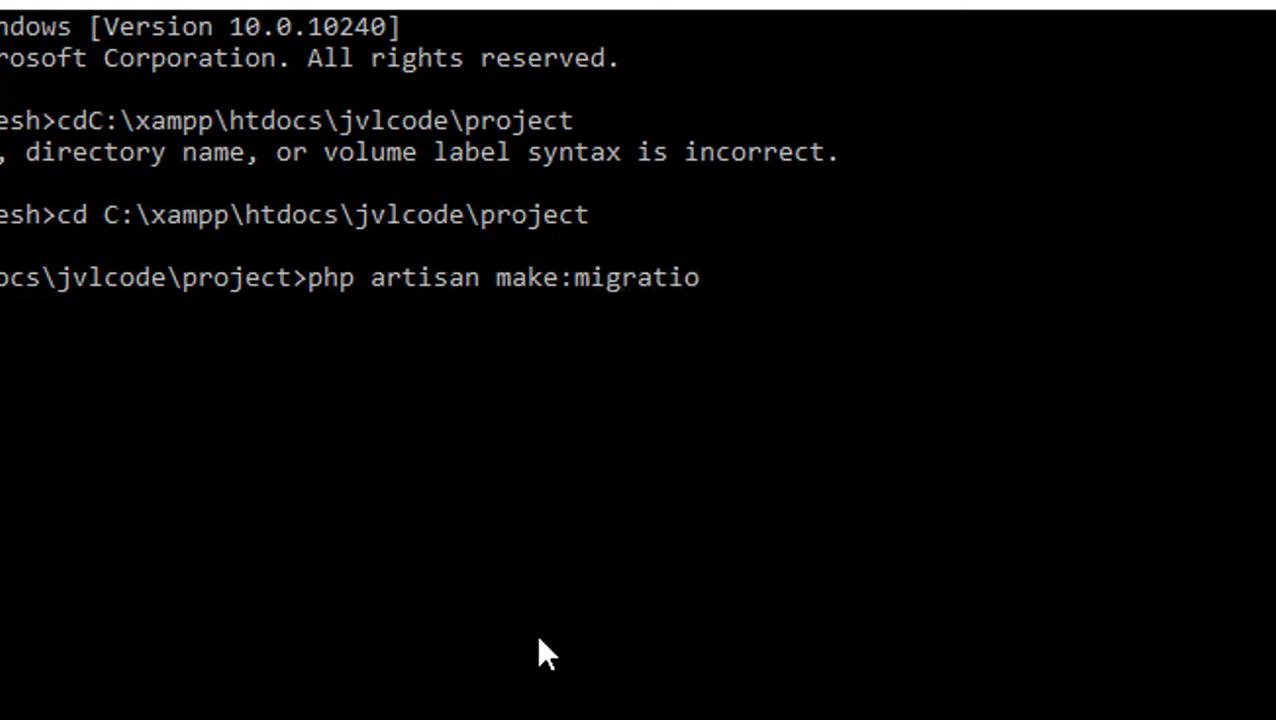 ndows [Version 10.0.10240]
rosoft Corporation. All rights reserved.
esh>cdC:\xampp\htdocs\jvlcode\project
, directory name, or volume label syntax is incorrect.
esh>cd C:\xampp\htdocs\jvlcode\project
ocs\jvlcode\project>php artisan make:migratio